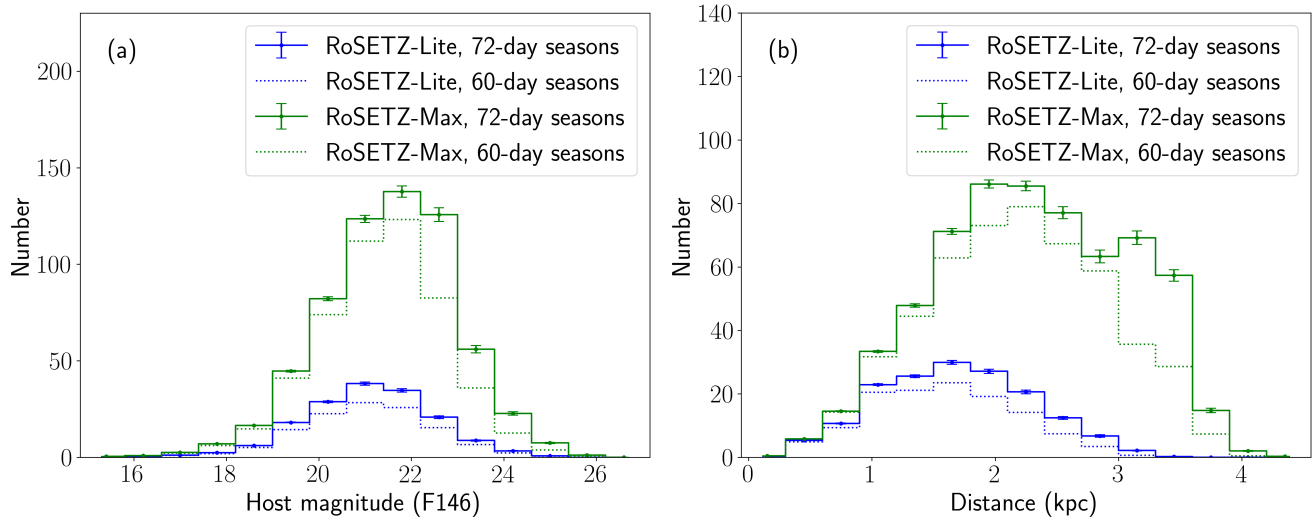 (a)
RoSETZ-Lite, 72-day seasons
RoSETZ-Lite, 60-day seasons
RoSETZ-Max, 72-day seasons
RoSETZ-Max, 60-day seasons
200
150
100
50
0
Number
16 18 20 22 24 26
Host magnitude (F146)
(b)
RoSETZ-Lite, 72-day seasons
RoSETZ-Lite, 60-day seasons
RoSETZ-Max, 72-day seasons
RoSETZ-Max, 60-day seasons
140
120
100
80
60
40
20
0
Number
0 1 2 3 4
Distance (kpc)